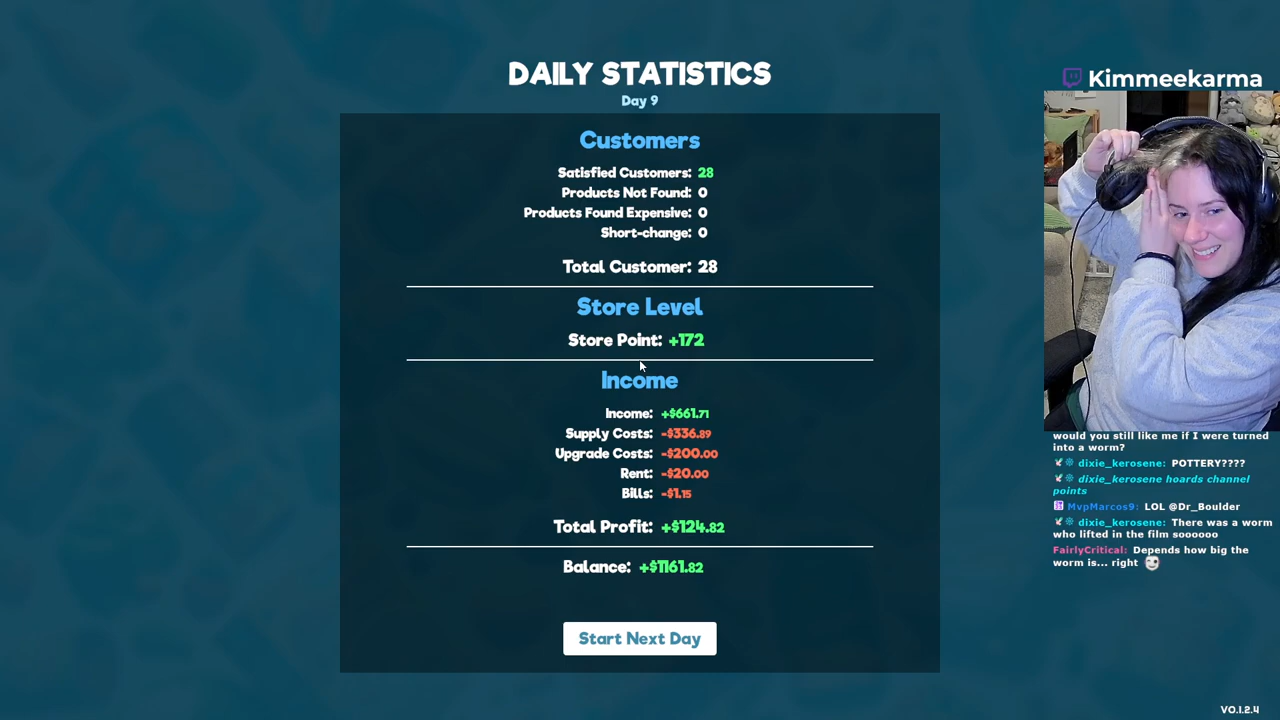 DAILY STATISTICS
Day 9
Customers
Satisfied Customers: 28
Products Not Found: 0
Products Found Expensive: 0
Short-change: 0
Total Customer: 28
Store Level
Store Point: +172
Income
Income: +$661.71
Supply Costs: -$336.89
Upgrade Costs: -$200.00
Rent: -$20.00
Bills: -$1.15
Total Profit: +$124.82
Balance: +$1161.82
Start Next Day
Kimmeekarma
would you still like me if I were turned
into a worm?
dixie_kerosene: POTTERY????
dixie_kerosene hoards channel
points
MvpMarcos9: LOL @Dr_Boulder
dixie_kerosene: There was a worm
who lifted in the film soooooo
FairlyCritical: Depends how big the
worm is... right
V0.1.2.4